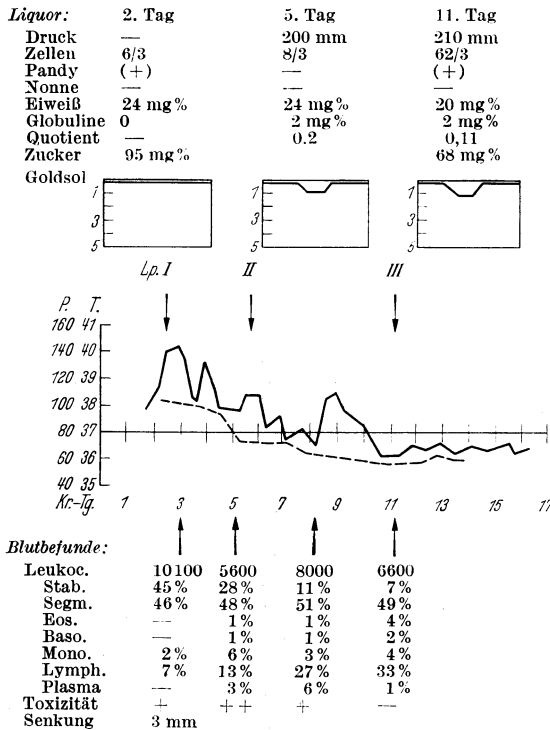 Liquor: 2. Tag 5. Tag 11. Tag
Druck — 200 mm 210 mm
Zellen 6/3 8/3 62/3
Pandy (+) — (+)
Nonne — — —
Eiweiß 24 mg% 24 mg% 20 mg%
Globuline 0 2 mg% 2 mg%
Quotient — 0.2 0,11
Zucker 95 mg% 68 mg%
Goldsol
1 1 1
3 3 3
5 5 5
Lp. I II III
P. T.
160 41
140 40
120 39
100 38
80 37
60 36
40 35
Kr.-Tg. 1 3 5 7 9 11 13 15 17
Blutbefunde:
Leukoc. 10100 5600 8000 6600
Stab. 45% 28% 11% 7%
Segm. 46% 48% 51% 49%
Eos. — 1% 1% 4%
Baso. — 1% 1% 2%
Mono. 2% 6% 3% 4%
Lymph. 7% 13% 27% 33%
Plasma — 3% 6% 1%
Toxizität + ++ + —
Senkung 3 mm